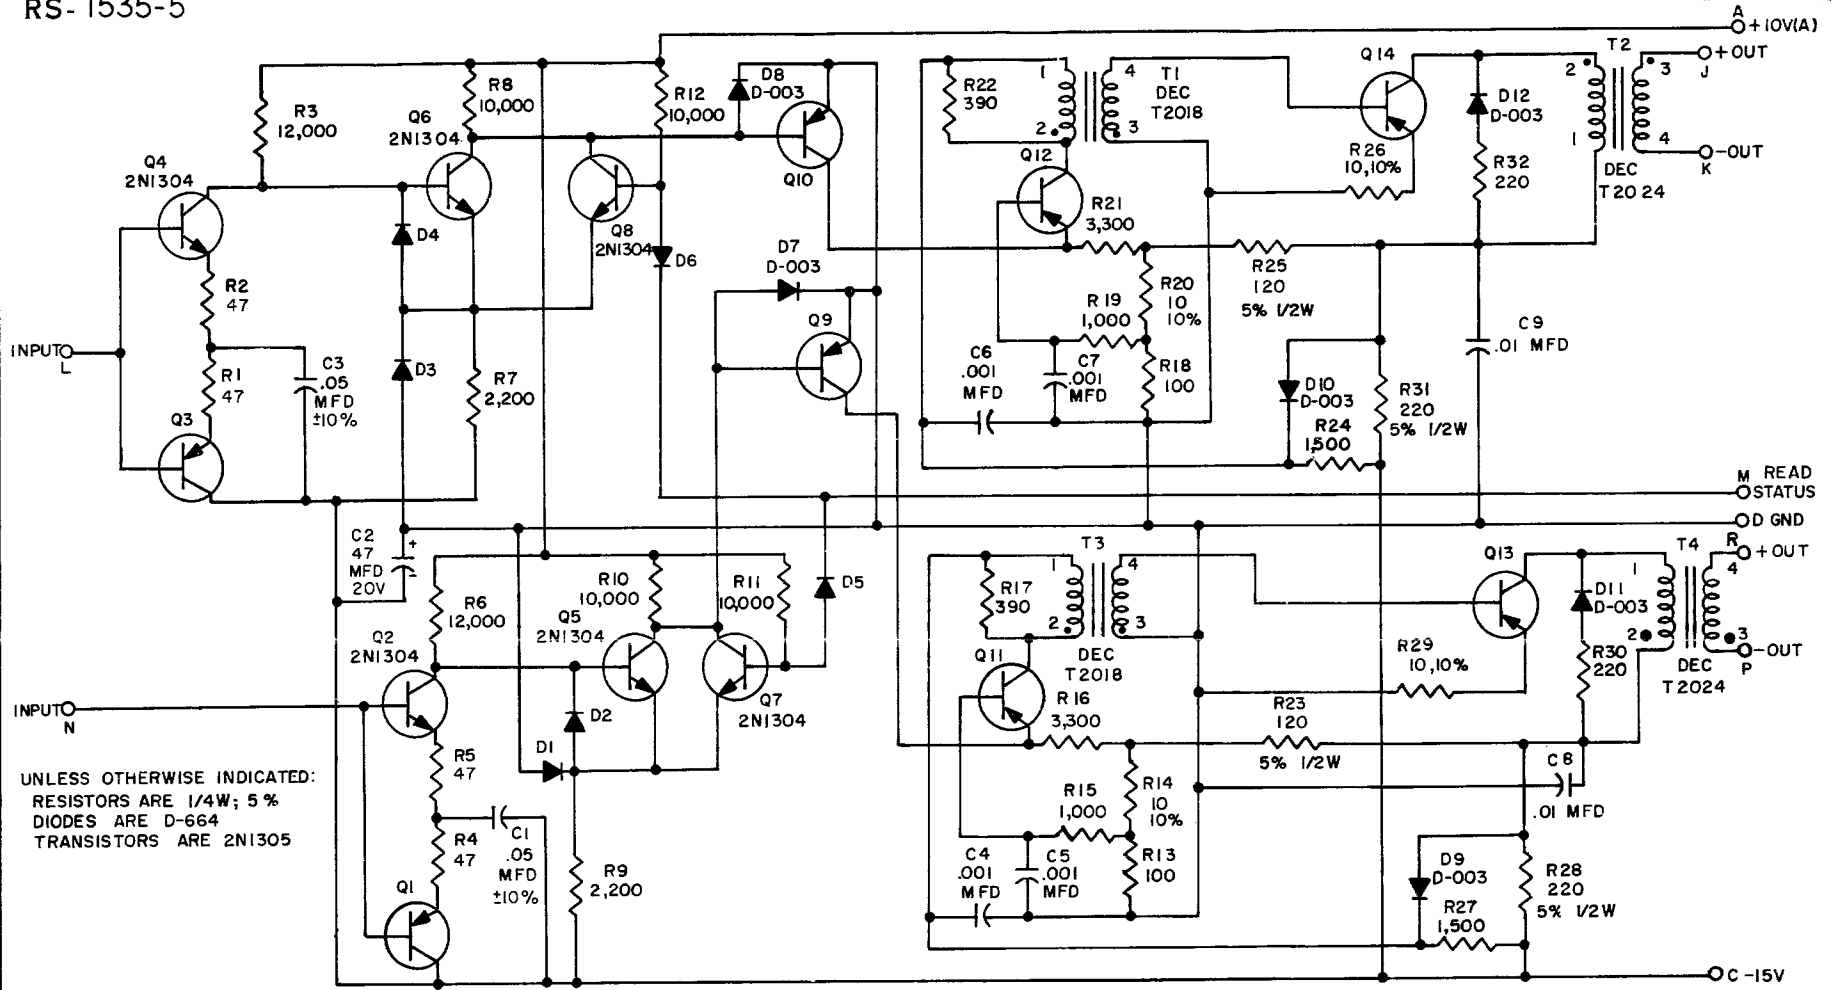 RS-1535-5
A
+10V(A)
R3
12,000
R8
10,000
Q6
2N1304
R12
10,000
D8
D-003
Q10
R22
390
1
2
4
3
T1
DEC
T2018
Q14
D12
D-003
2
1
T2
3
4
+OUT
J
-OUT
K
DEC
T2024
R26
10,10%
R32
220
Q4
2N1304
Q12
R21
3,300
D4
Q8
2N1304
D6
D7
D-003
R2
47
R20
10
10%
R25
120
5% 1/2W
R19
1,000
Q9
INPUT
L
C9
.01 MFD
R1
47
C3
.05
MFD
±10%
D3
R7
2,200
C6
.001
MFD
C7
.001
MFD
R18
100
D10
D-003
R31
220
5% 1/2W
Q3
R24
1,500
M READ
STATUS
D GND
C2
47
MFD
20V
+
-
R
+OUT
R6
12,000
R10
10,000
R11
10,000
D5
R17
390
1
2
T3
4
3
DEC
T2018
Q13
D11
D-003
1
2
T4
4
3
-OUT
P
DEC
T2024
Q5
2N1304
Q2
2N1304
R29
10,10%
R30
220
Q11
Q7
2N1304
R16
3,300
R23
120
5% 1/2W
INPUT
N
D2
D1
R5
47
C8
.01 MFD
UNLESS OTHERWISE INDICATED:
RESISTORS ARE 1/4W; 5%
DIODES ARE D-664
TRANSISTORS ARE 2N1305
R15
1,000
R14
10
10%
R4
47
C1
.05
MFD
±10%
C4
.001
MFD
C5
.001
MFD
R13
100
D9
D-003
R28
220
5% 1/2W
R9
2,200
Q1
R27
1,500
C -15V